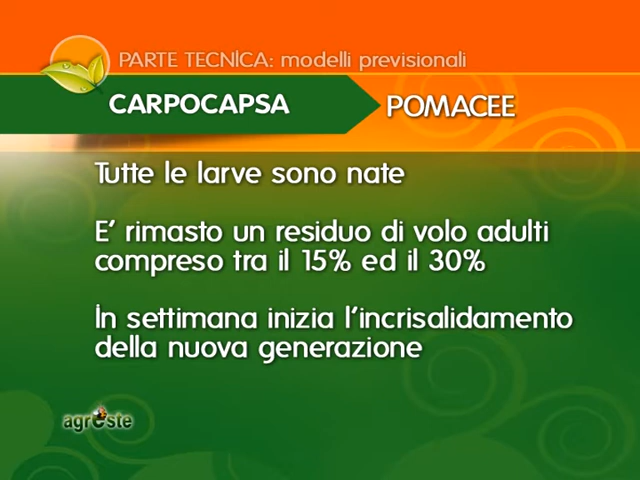 PARTE TECNICA: modelli previsionali
CARPOCAPSA
POMACEE
Tutte le larve sono nate
E' rimasto un residuo di volo adulti
compreso tra il 15% ed il 30%
In settimana inizia l'incrisalidamento
della nuova generazione
agreste